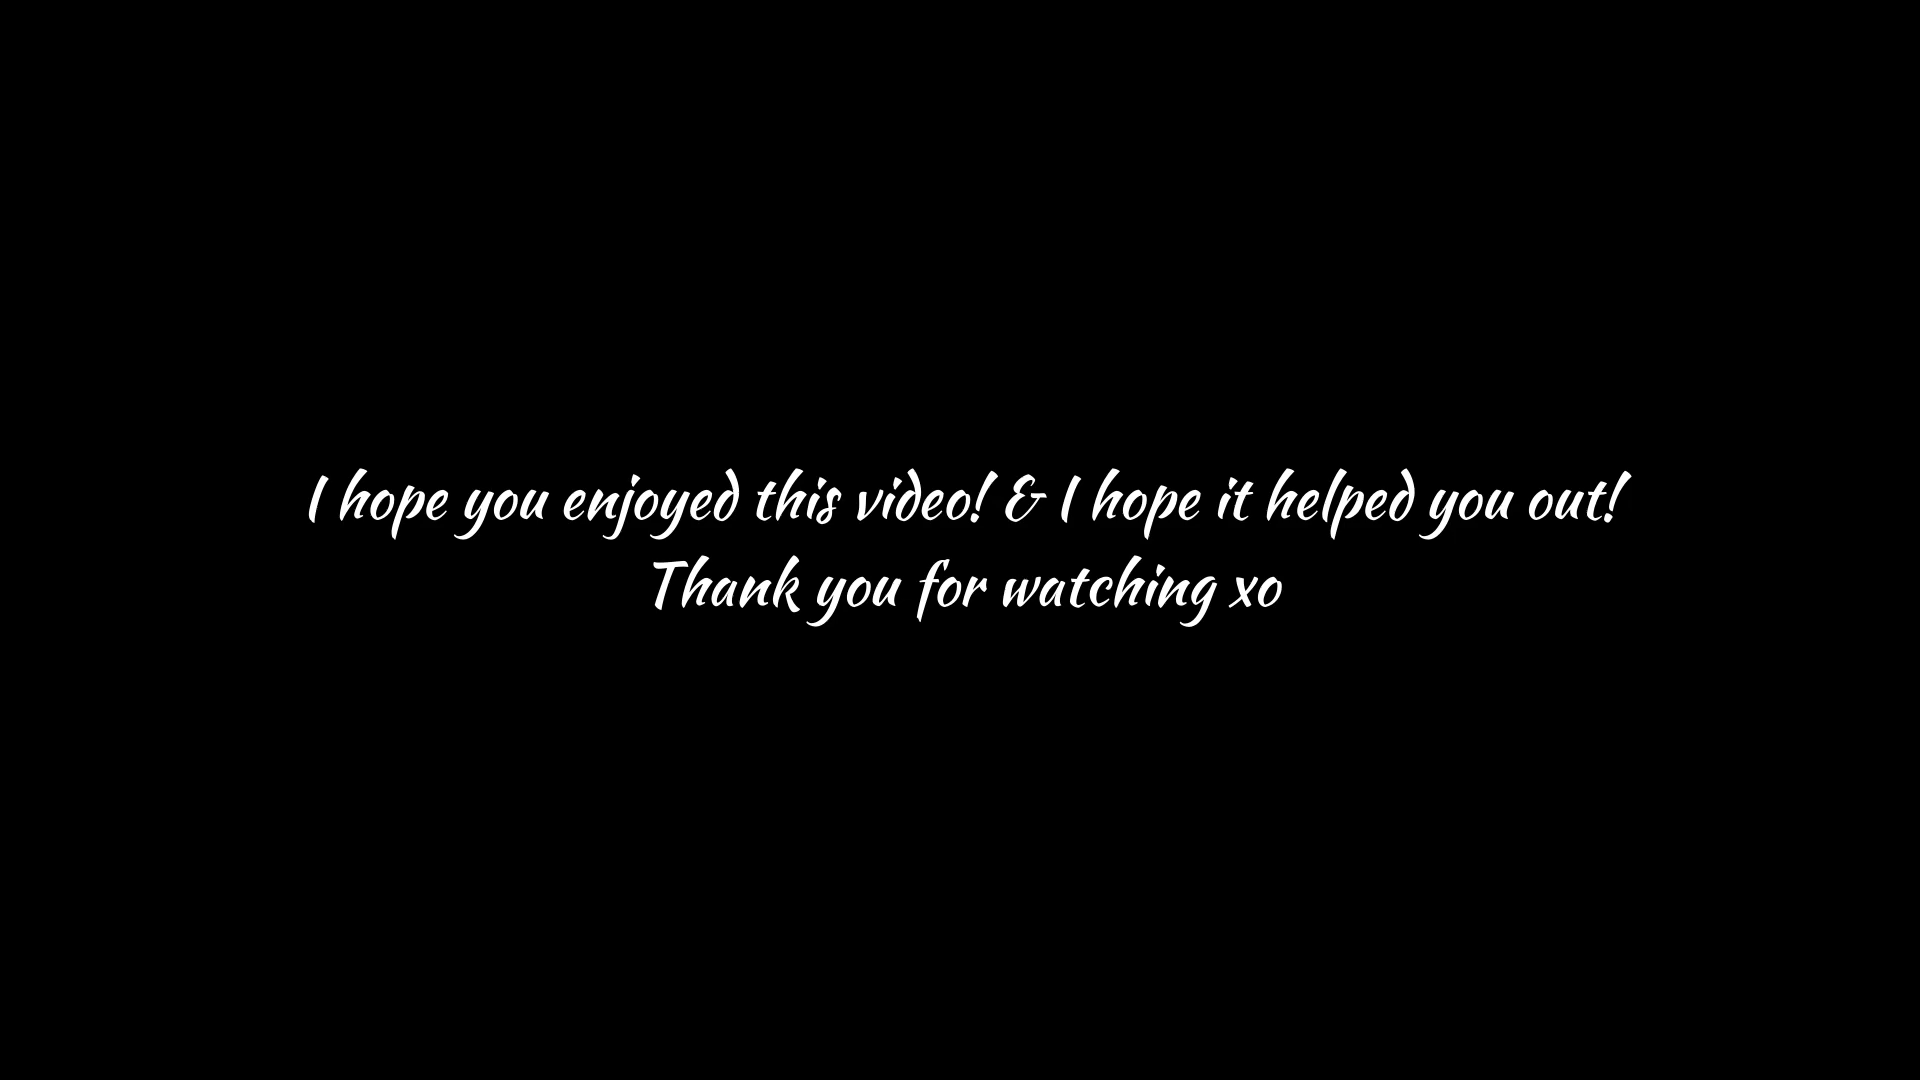 I hope you enjoyed this video! & I hope it helped you out!
Thank you for watching xo